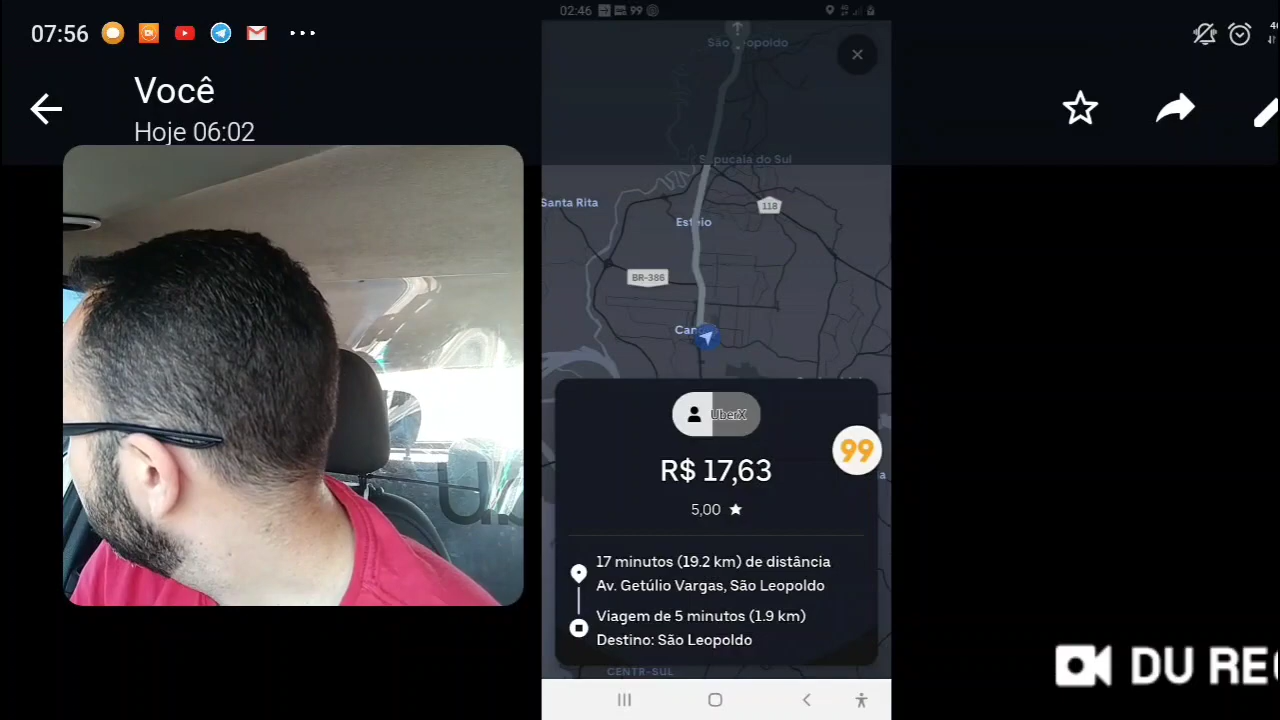 07:56
Você
Hoje 06:02
02:46
99
São Leopoldo
Sapucaia do Sul
Santa Rita
118
Esteio
BR-386
UberX
99
R$ 17,63
5,00
17 minutos (19.2 km) de distância
Av. Getúlio Vargas, São Leopoldo
Viagem de 5 minutos (1.9 km)
Destino: São Leopoldo
CENTR-SUL
DU RE